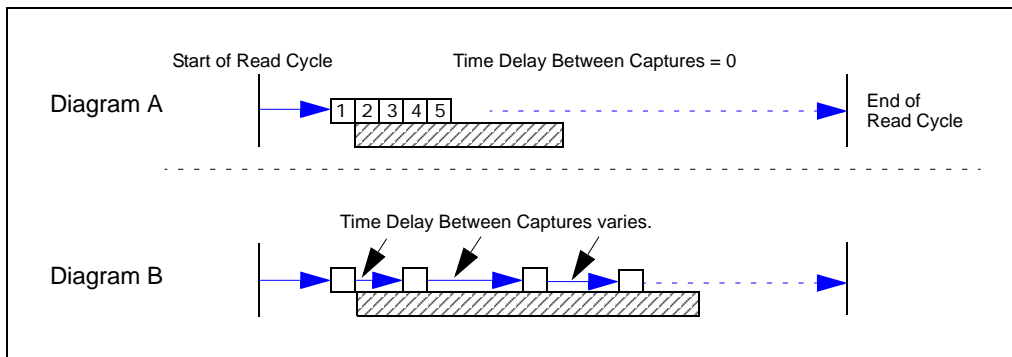 Start of Read Cycle
Time Delay Between Captures = 0
Diagram A
1 2 3 4 5
End of
Read Cycle
Time Delay Between Captures varies.
Diagram B